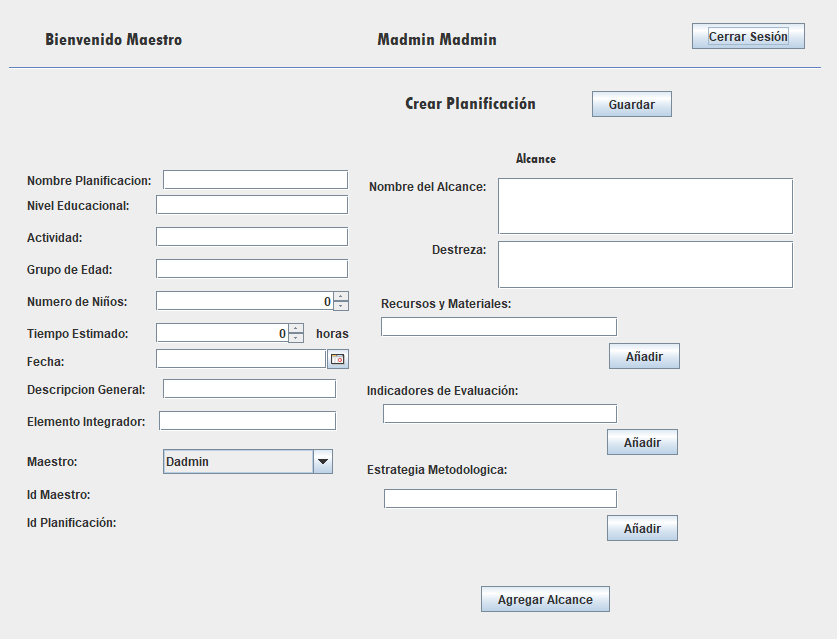 Bienvenido Maestro
Madmin Madmin
Cerrar Sesión
Crear Planificación
Guardar
Nombre Planificacion:
Nivel Educacional:
Actividad:
Grupo de Edad:
Numero de Niños:
0
Tiempo Estimado:
0
horas
Fecha:
Descripcion General:
Elemento Integrador:
Maestro:
Dadmin
Id Maestro:
Id Planificación:
Alcance
Nombre del Alcance:
Destreza:
Recursos y Materiales:
Añadir
Indicadores de Evaluación:
Añadir
Estrategia Metodologica:
Añadir
Agregar Alcance